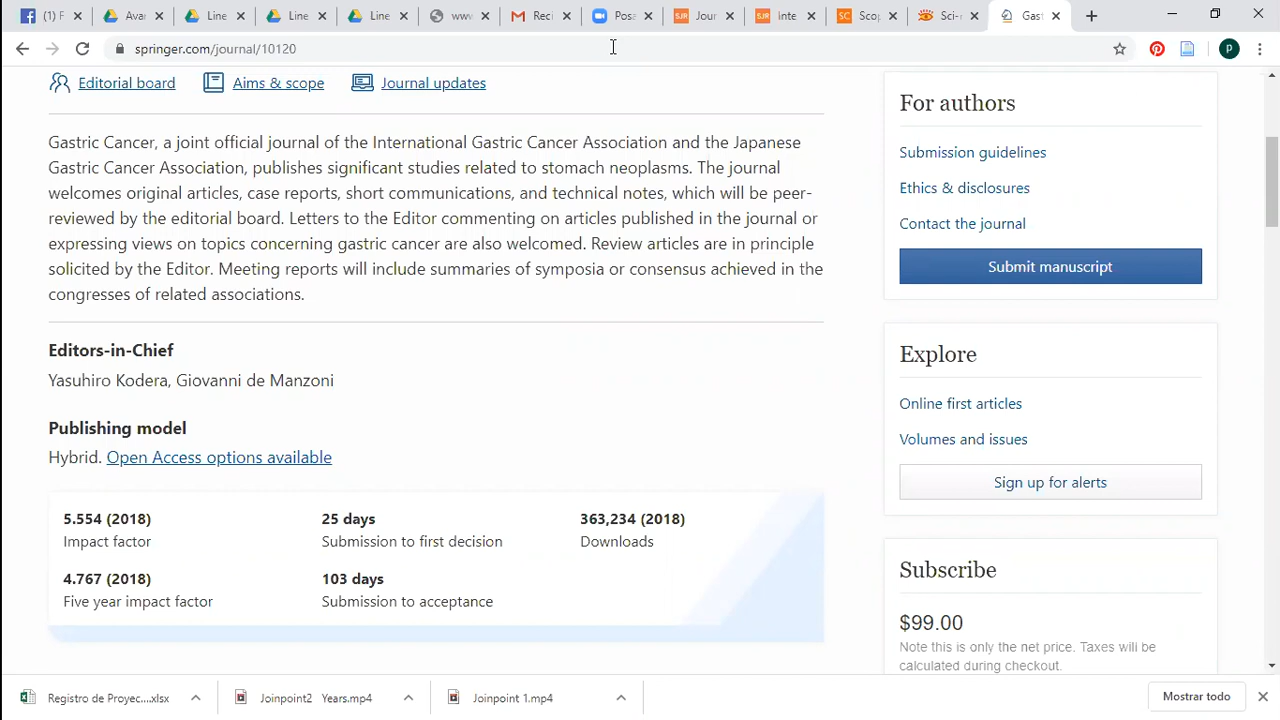 (1) F
Avar
Line
Line
Line
www
Reci
Posa
Jour
Inte
Scop
Sci-
Gast
springer.com/journal/10120
P
Editorial board
Aims & scope
Journal updates
Gastric Cancer, a joint official journal of the International Gastric Cancer Association and the Japanese
Gastric Cancer Association, publishes significant studies related to stomach neoplasms. The journal
welcomes original articles, case reports, short communications, and technical notes, which will be peer-
reviewed by the editorial board. Letters to the Editor commenting on articles published in the journal or
expressing views on topics concerning gastric cancer are also welcomed. Review articles are in principle
solicited by the Editor. Meeting reports will include summaries of symposia or consensus achieved in the
congresses of related associations.
Editors-in-Chief
Yasuhiro Kodera, Giovanni de Manzoni
Publishing model
Hybrid. Open Access options available
5.554 (2018)
Impact factor
25 days
Submission to first decision
363,234 (2018)
Downloads
4.767 (2018)
Five year impact factor
103 days
Submission to acceptance
For authors
Submission guidelines
Ethics & disclosures
Contact the journal
Submit manuscript
Explore
Online first articles
Volumes and issues
Sign up for alerts
Subscribe
$99.00
Note this is only the net price. Taxes will be
calculated during checkout.
Registro de Proyec....xlsx
Joinpoint2 Years.mp4
Joinpoint 1.mp4
Mostrar todo